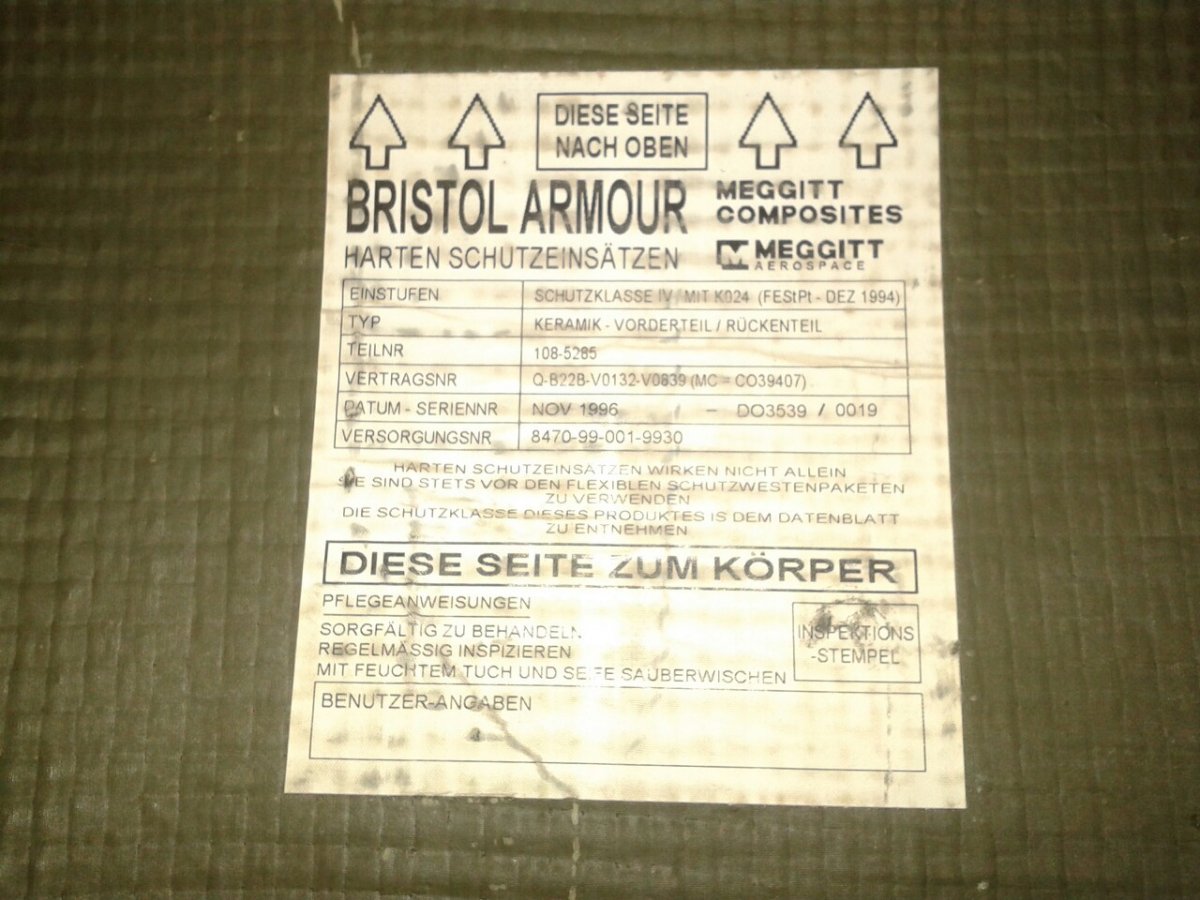 DIESE SEITE
NACH OBEN
BRISTOL ARMOUR
MEGGITT
COMPOSITES
HARTEN SCHUTZEINSÄTZEN
MEGGITT
AEROSPACE
EINSTUFEN SCHUTZKLASSE IV / MIT K024 (FEStPt - DEZ 1994)
TYP KERAMIK - VORDERTEIL / RÜCKENTEIL
TEILNR 108-5285
VERTRAGSNR Q-B22B-V0132-V0839 (MC = CO39407)
DATUM - SERIENNR NOV 1996 - DO3539 / 0019
VERSORGUNGSNR 8470-99-001-9930
HARTEN SCHUTZEINSATZEN WIRKEN NICHT ALLEIN
SIE SIND STETS VOR DEN FLEXIBLEN SCHUTZWESTENPAKETEN
ZU VERWENDEN
DIE SCHUTZKLASSE DIESES PRODUKTES IS DEM DATENBLATT
ZU ENTNEHMEN
DIESE SEITE ZUM KÖRPER
PFLEGEANWEISUNGEN
SORGFÄLTIG ZU BEHANDELN
REGELMÄSSIG INSPIZIEREN
MIT FEUCHTEM TUCH UND SEIFE SAUBERWISCHEN
INSPEKTIONS
-STEMPEL
BENUTZER-ANGABEN